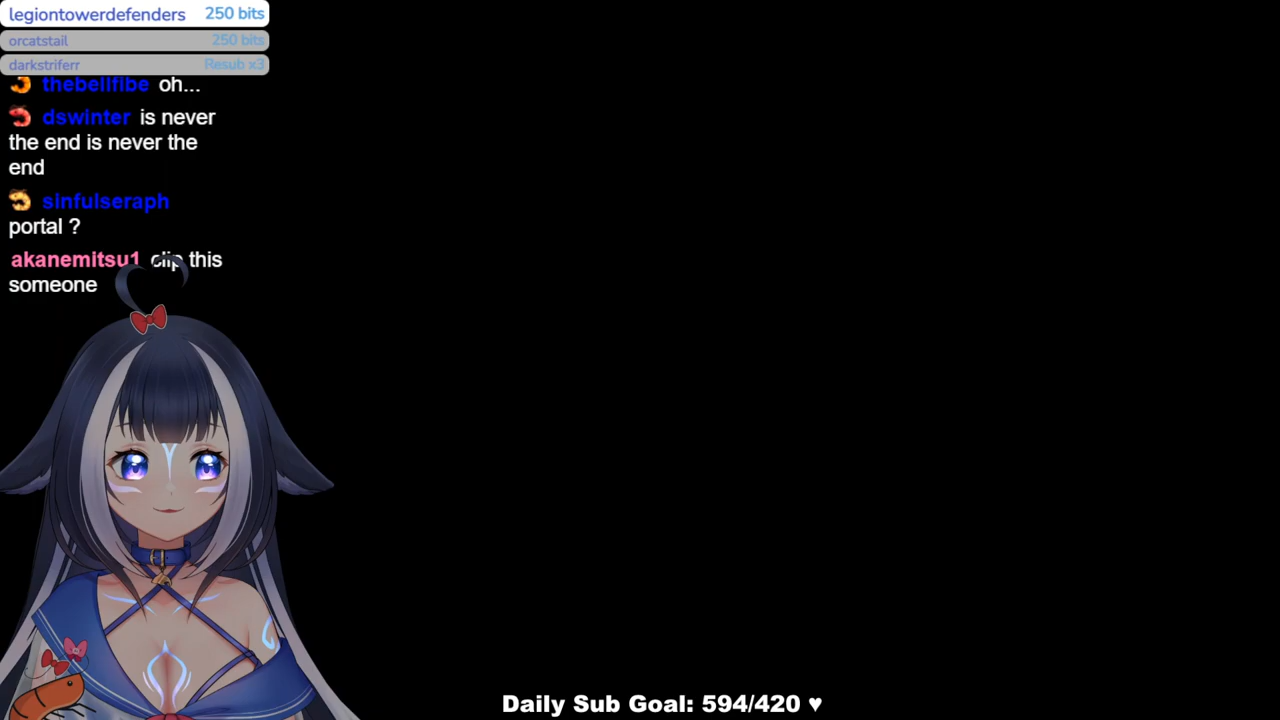 legiontowerdefenders 250 bits
orcatstail 250 bits
darkstriferr Resub x3
thebellfibe oh...
dswinter is never
the end is never the
end
sinfulseraph
portal ?
akanemitsu1 clip this
someone
Daily Sub Goal: 594/420 ♥